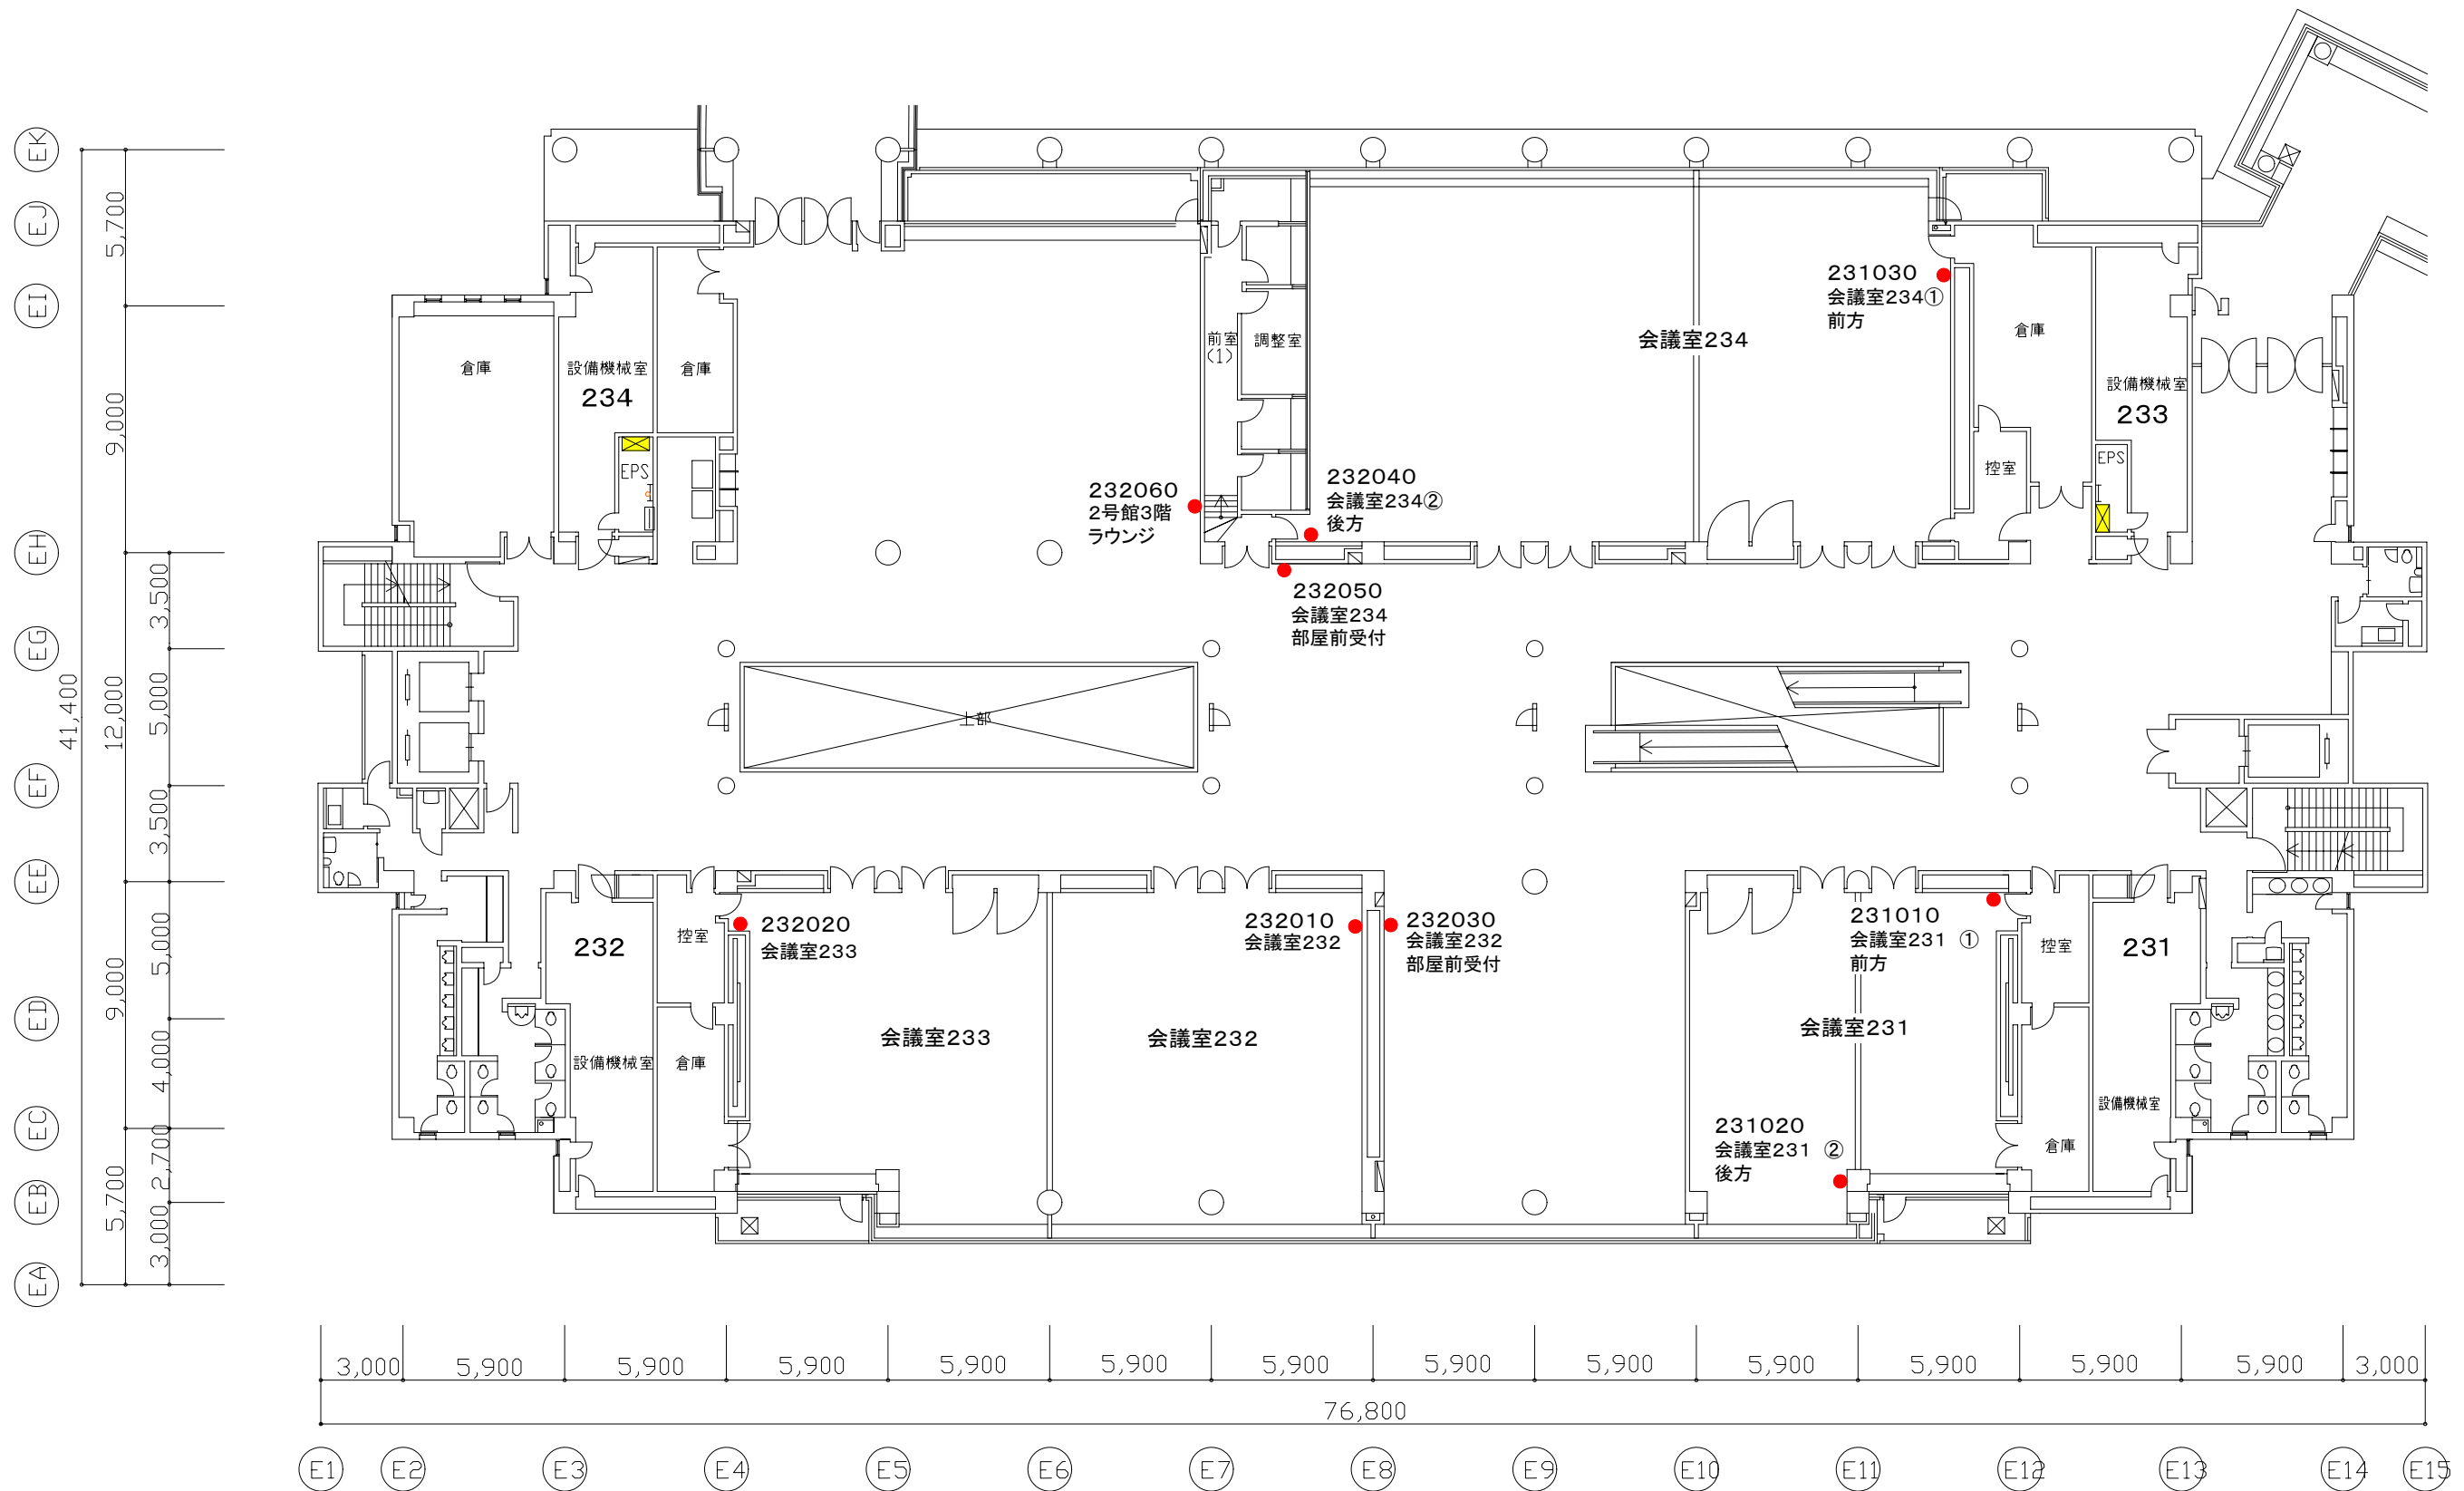 EK
EJ
EI
EH
EG
EF
EE
ED
EC
EB
EA
5,700
9,000
41,400
12,000
3,500
5,000
3,500
9,000
5,000
4,000
5,700
2,700
3,000
倉庫
設備機械室
234
倉庫
EPS
前室
(1)
調整室
会議室234
231030
会議室234①
前方
倉庫
設備機械室
233
控室
EPS
232060
2号館3階
ラウンジ
232040
会議室234②
後方
232050
会議室234
部屋前受付
上部
232
控室
232020
会議室233
232010
会議室232
232030
会議室232
部屋前受付
231010
会議室231 ①
前方
控室
231
設備機械室
倉庫
会議室233
会議室232
会議室231
231020
会議室231 ②
後方
倉庫
設備機械室
3,000
5,900
5,900
5,900
5,900
5,900
5,900
5,900
5,900
5,900
5,900
5,900
5,900
3,000
76,800
E1
E2
E3
E4
E5
E6
E7
E8
E9
E10
E11
E12
E13
E14
E15